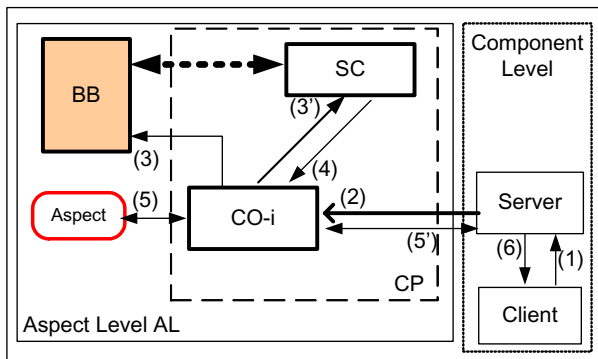 Component
Level
SC
BB
(3')
(3)
(4)
Aspect
(5)
CO-i
(2)
(5')
Server
(6)
(1)
CP
Client
Aspect Level AL